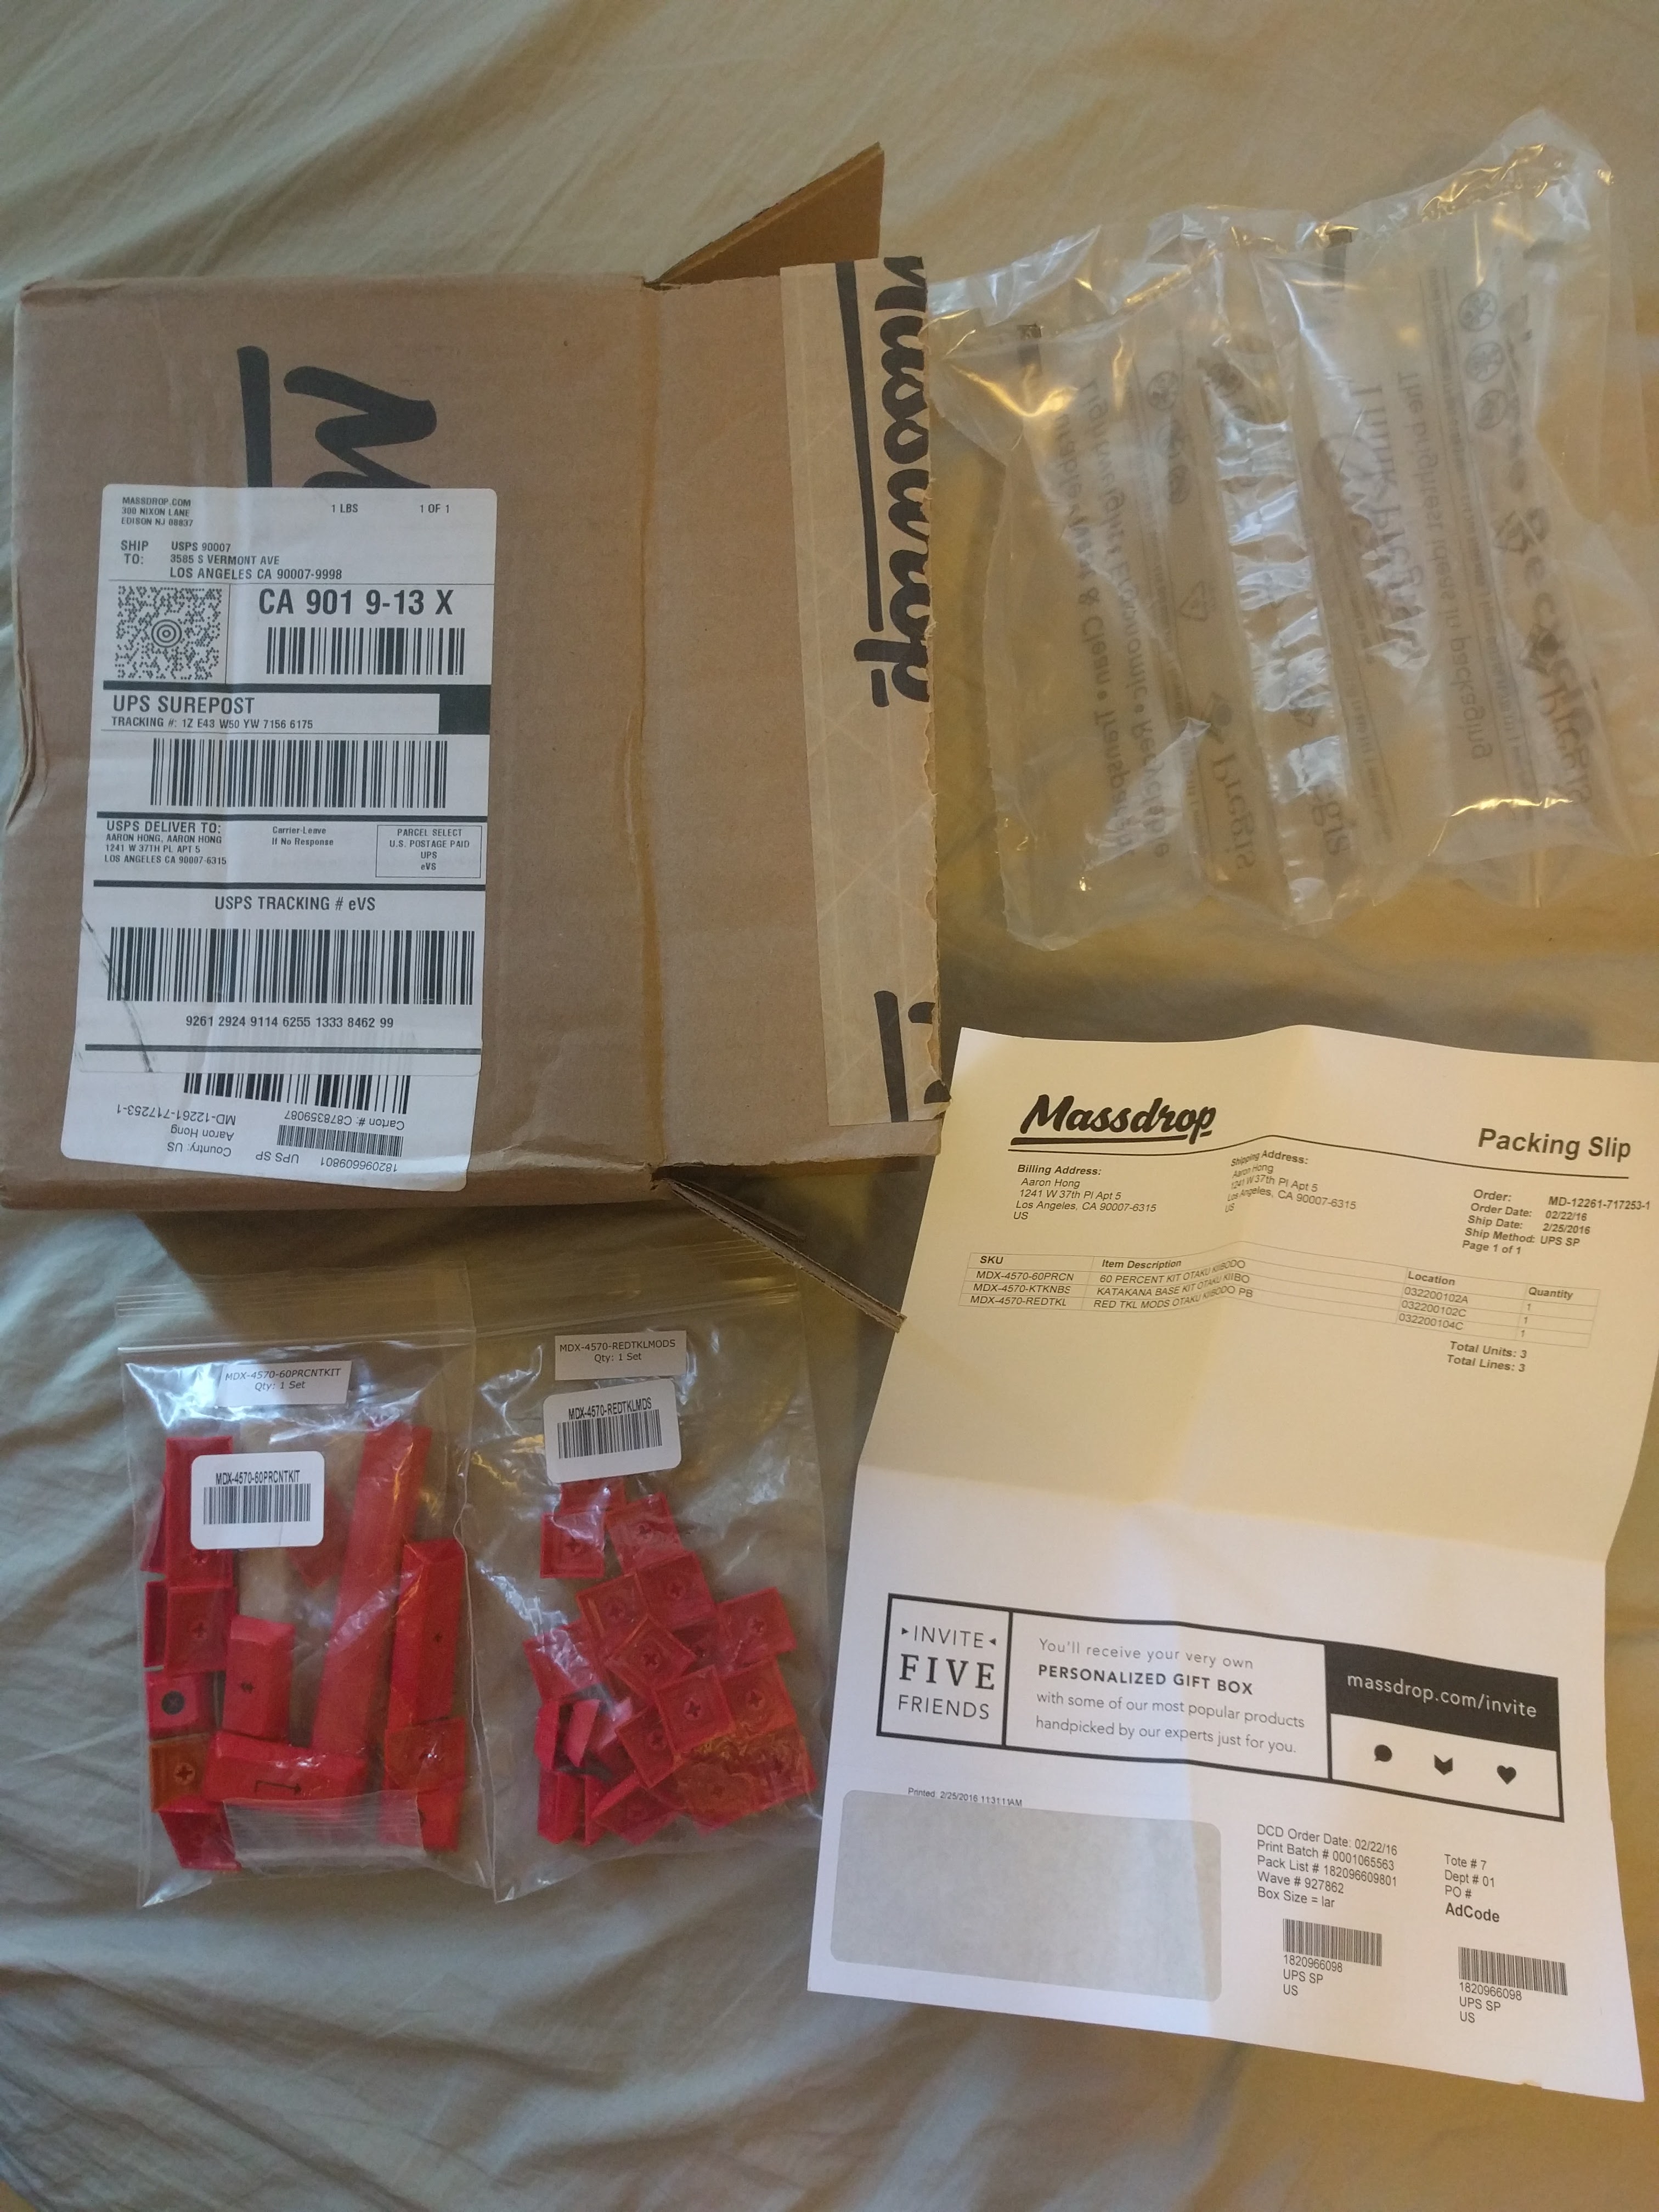 Massdrop
MASSDROP.COM
300 NIXON LANE
EDISON NJ 08837
1 LBS
1 OF 1
SHIP TO:
USPS 90007
3585 S VERMONT AVE
LOS ANGELES CA 90007-9998
CA 901 9-13 X
UPS SUREPOST
TRACKING #: 1Z E43 W50 YW 7156 6175
USPS DELIVER TO:
AARON HONG, AARON HONG
1241 W 37TH PL APT 5
LOS ANGELES CA 90007-6315
Carrier-Leave
If No Response
PARCEL SELECT
U.S. POSTAGE PAID
UPS
eVS
USPS TRACKING # eVS
9261 2924 9114 6255 1333 8462 99
182096609801 UPS SP
Country: US
Aaron Hong
Carton #: C878359087
MD-12261-717253-1
The brightest ideas in packaging
pregis
Massdrop
Packing Slip
Billing Address:
Aaron Hong
1241 W 37th Pl Apt 5
Los Angeles, CA 90007-6315
US
Shipping Address:
Aaron Hong
1241 W 37th Pl Apt 5
Los Angeles, CA 90007-6315
US
Order: MD-12261-717253-1
Order Date: 02/22/16
Ship Date: 2/25/2016
Ship Method: UPS SP
Page 1 of 1
SKU Item Description Location Quantity
MDX-4570-60PRCN 60 PERCENT KIT OTAKU KIIBODO 032200102A 1
MDX-4570-KTKNBS KATAKANA BASE KIT OTAKU KIIBO 032200102C 1
MDX-4570-REDTKL RED TKL MODS OTAKU KIIBODO PB 032200104C 1
Total Units: 3
Total Lines: 3
MDX-4570-60PRCNTKIT
Qty: 1 Set
MDX-4570-60PRCNTKIT
MDX-4570-REDTKLMODS
Qty: 1 Set
MDX-4570-REDTKLMDS
INVITE
FIVE
FRIENDS
You'll receive your very own
PERSONALIZED GIFT BOX
with some of our most popular products
handpicked by our experts just for you.
massdrop.com/invite
Printed: 2/25/2016 11:31:11AM
DCD Order Date: 02/22/16
Print Batch # 0001065563
Pack List # 182096609801
Wave # 927862
Box Size = lar
Tote # 7
Dept # 01
PO #
AdCode
1820966098
UPS SP
US
1820966098
UPS SP
US